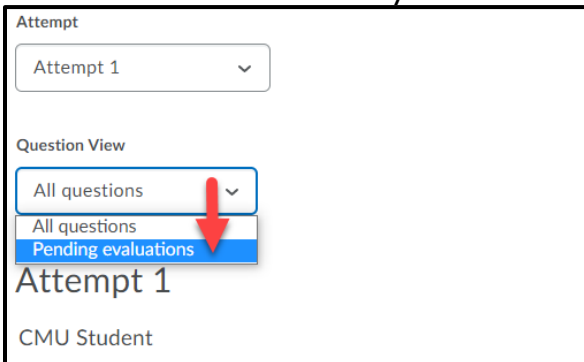 Attempt
Attempt 1
Question View
All questions
All questions
Pending evaluations
Attempt 1
CMU Student